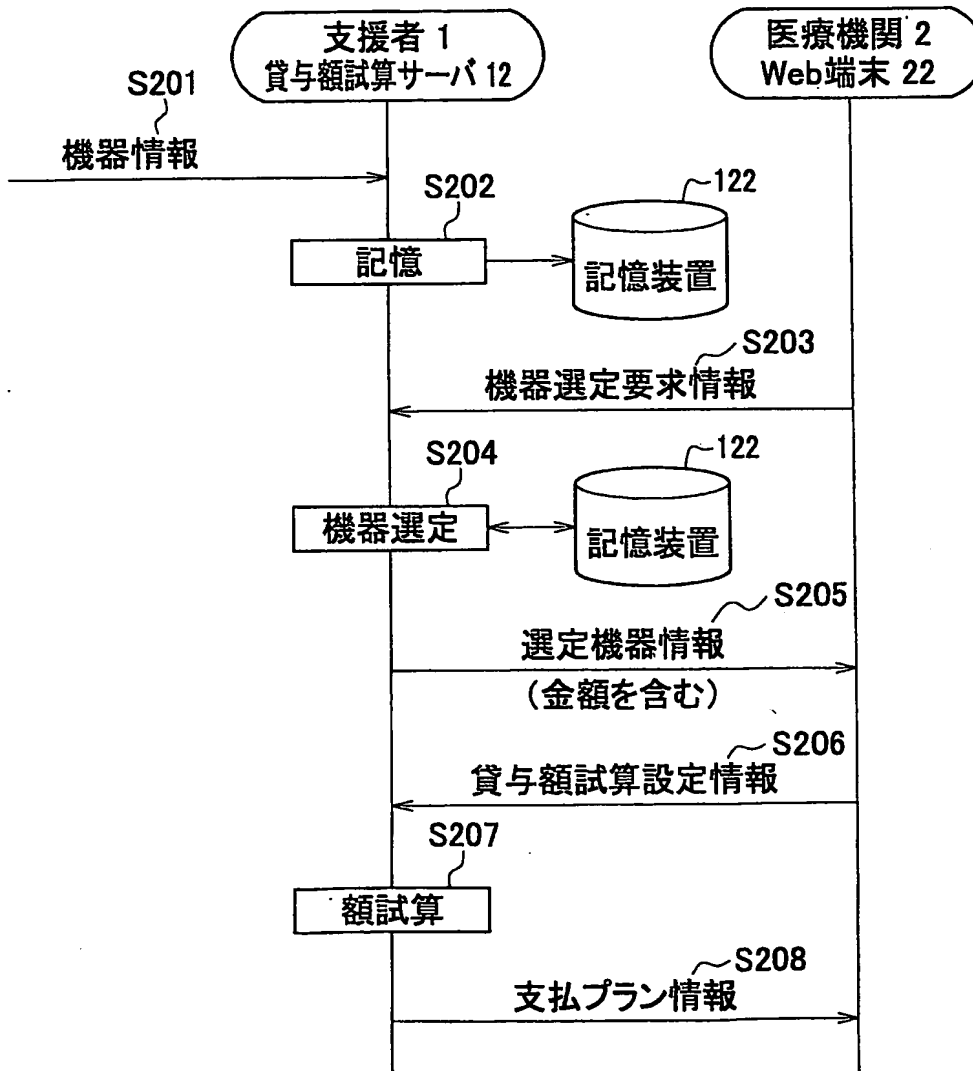 支援者 1
貸与額試算サーバ 12
医療機関 2
Web端末 22
S201
機器情報
S202
記憶
122
記憶装置
S203
機器選定要求情報
S204
機器選定
122
記憶装置
S205
選定機器情報
(金額を含む)
S206
貸与額試算設定情報
S207
額試算
S208
支払プラン情報